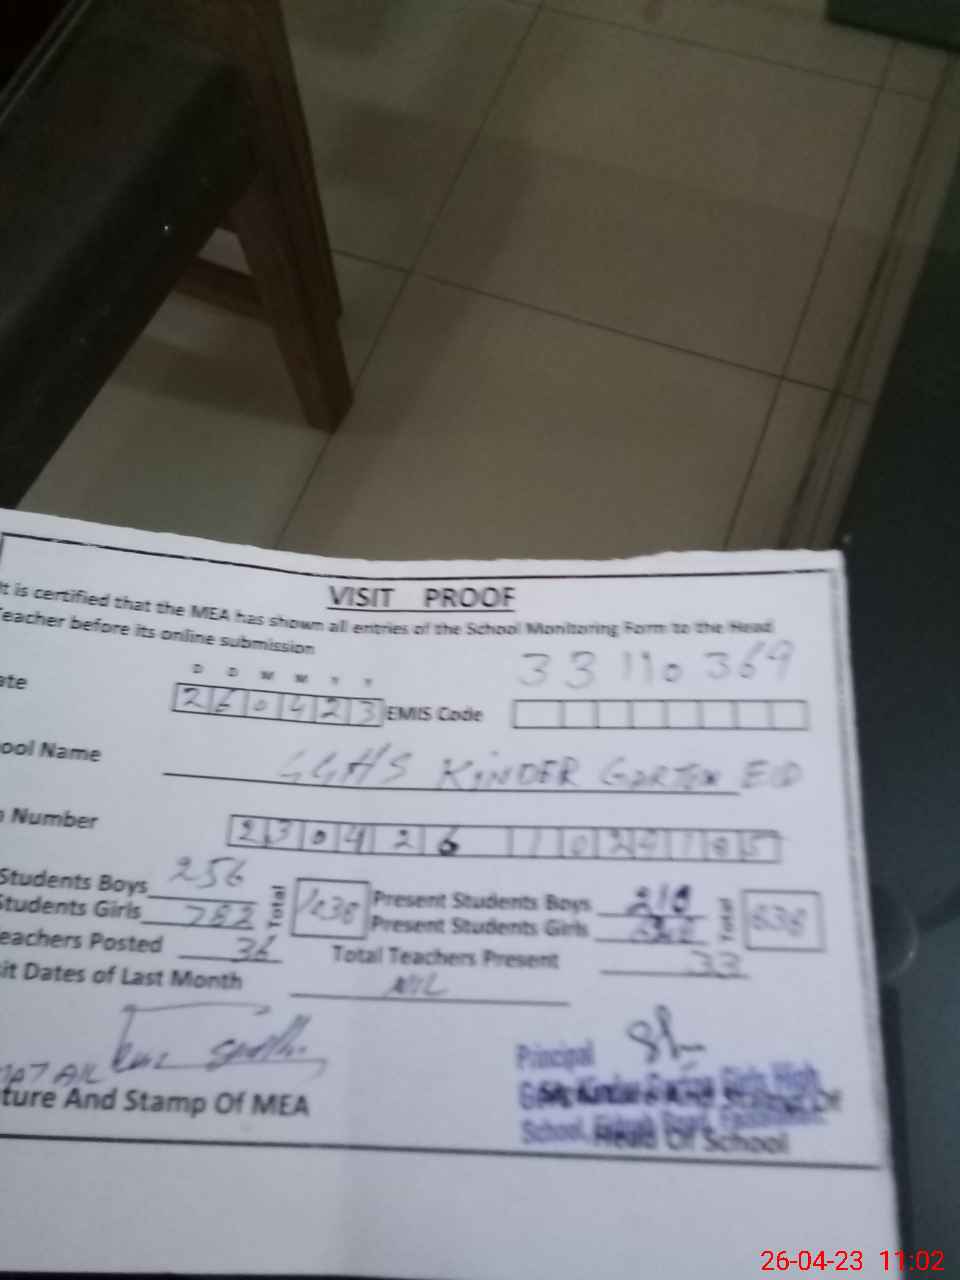 VISIT PROOF
It is certified that the MEA has shown all entries of the School Monitoring Form to the Head
Teacher before its online submission
33110369
D D M M Y Y
ate 260423 EMIS Code
ool Name GGHS KINDER GARTEN
Number 230426 1024105
Students Boys 256 Total Present Students Boys Total
Students Girls 782 Present Students Girls
eachers Posted 36 Total Teachers Present 33
sit Dates of Last Month NIL
Principal
ture And Stamp Of MEA
School, Head Of School
26-04-23 11:02